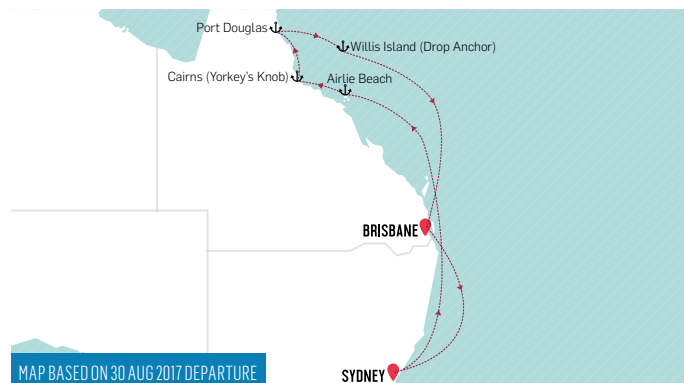 Port Douglas
Willis Island (Drop Anchor)
Cairns (Yorkey's Knob)
Airlie Beach
BRISBANE
SYDNEY
MAP BASED ON 30 AUG 2017 DEPARTURE